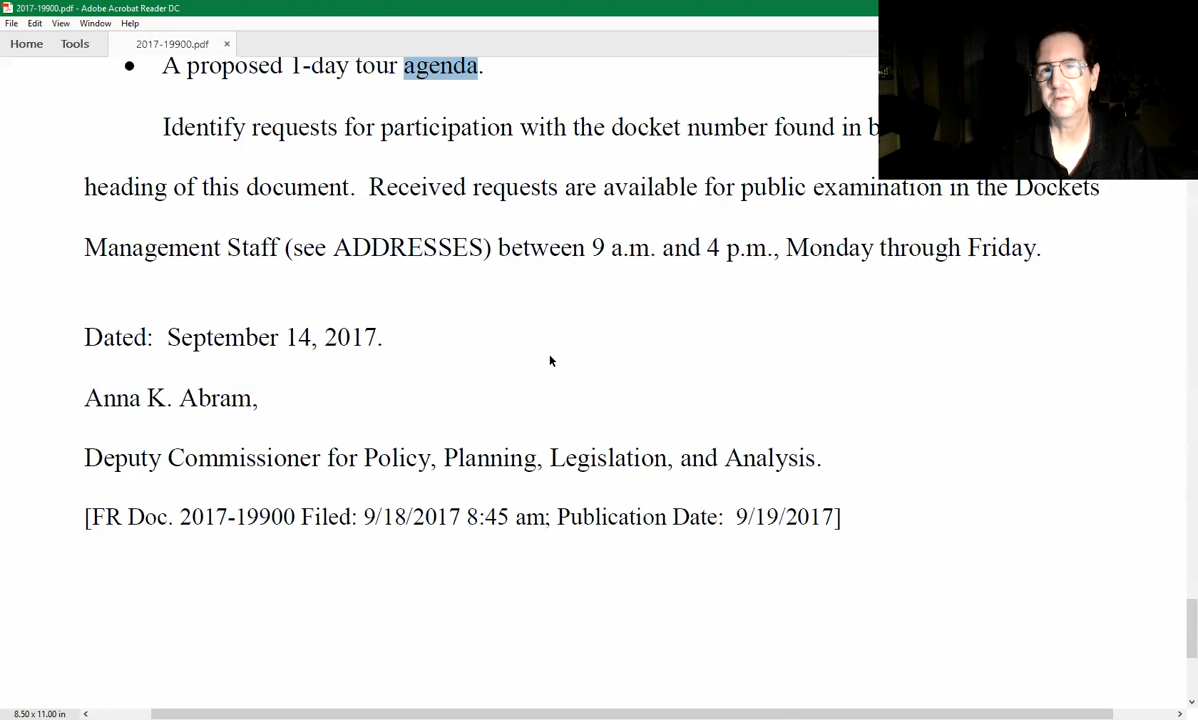 2017-19900.pdf - Adobe Acrobat Reader DC
File Edit View Window Help
Home Tools 2017-19900.pdf ×
• A proposed 1-day tour agenda.
Identify requests for participation with the docket number found in
heading of this document. Received requests are available for public examination in the Dockets
Management Staff (see ADDRESSES) between 9 a.m. and 4 p.m., Monday through Friday.
Dated: September 14, 2017.
Anna K. Abram,
Deputy Commissioner for Policy, Planning, Legislation, and Analysis.
[FR Doc. 2017-19900 Filed: 9/18/2017 8:45 am; Publication Date: 9/19/2017]
8.50 x 11.00 in